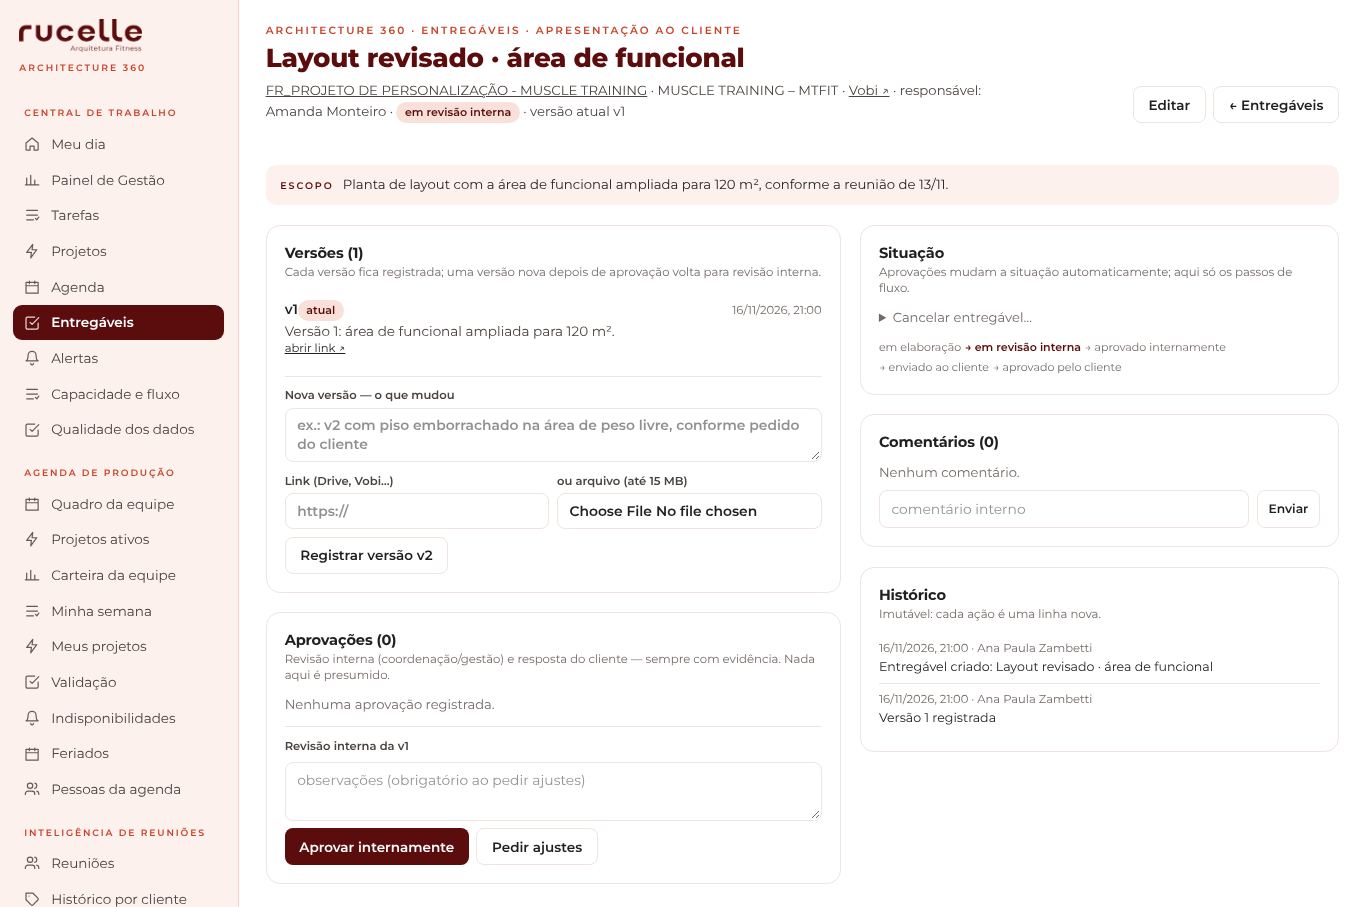 rucelle
Arquitetura Fitness
ARCHITECTURE 360
CENTRAL DE TRABALHO
Meu dia
Painel de Gestão
Tarefas
Projetos
Agenda
Entregáveis
Alertas
Capacidade e fluxo
Qualidade dos dados
AGENDA DE PRODUÇÃO
Quadro da equipe
Projetos ativos
Carteira da equipe
Minha semana
Meus projetos
Validação
Indisponibilidades
Feriados
Pessoas da agenda
INTELIGÊNCIA DE REUNIÕES
Reuniões
Histórico por cliente
ARCHITECTURE 360 · ENTREGÁVEIS · APRESENTAÇÃO AO CLIENTE
Layout revisado · área de funcional
FR_PROJETO DE PERSONALIZAÇÃO - MUSCLE TRAINING · MUSCLE TRAINING – MTFIT · Vobi ↗ · responsável:
Amanda Monteiro · em revisão interna · versão atual v1
Editar
← Entregáveis
ESCOPO Planta de layout com a área de funcional ampliada para 120 m², conforme a reunião de 13/11.
Versões (1)
Cada versão fica registrada; uma versão nova depois de aprovação volta para revisão interna.
v1 atual 16/11/2026, 21:00
Versão 1: área de funcional ampliada para 120 m².
abrir link ↗
Nova versão — o que mudou
ex.: v2 com piso emborrachado na área de peso livre, conforme pedido
do cliente
Link (Drive, Vobi...) ou arquivo (até 15 MB)
https:// Choose File No file chosen
Registrar versão v2
Aprovações (0)
Revisão interna (coordenação/gestão) e resposta do cliente — sempre com evidência. Nada
aqui é presumido.
Nenhuma aprovação registrada.
Revisão interna da v1
observações (obrigatório ao pedir ajustes)
Aprovar internamente
Pedir ajustes
Situação
Aprovações mudam a situação automaticamente; aqui só os passos de
fluxo.
▶ Cancelar entregável...
em elaboração → em revisão interna → aprovado internamente
→ enviado ao cliente → aprovado pelo cliente
Comentários (0)
Nenhum comentário.
comentário interno
Enviar
Histórico
Imutável: cada ação é uma linha nova.
16/11/2026, 21:00 · Ana Paula Zambetti
Entregável criado: Layout revisado · área de funcional
16/11/2026, 21:00 · Ana Paula Zambetti
Versão 1 registrada